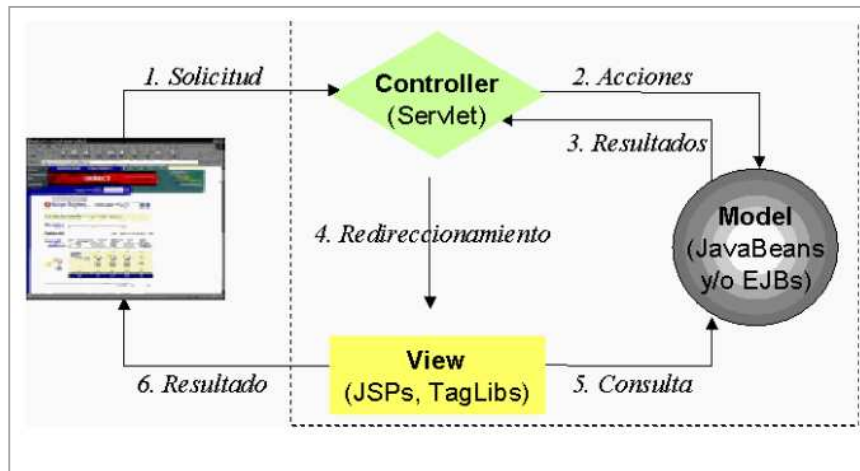 1. Solicitud
Controller
(Servlet)
2. Acciones
3. Resultados
4. Redireccionamiento
Model
(JavaBeans
y/o EJBs)
View
(JSPs, TagLibs)
5. Consulta
6. Resultado